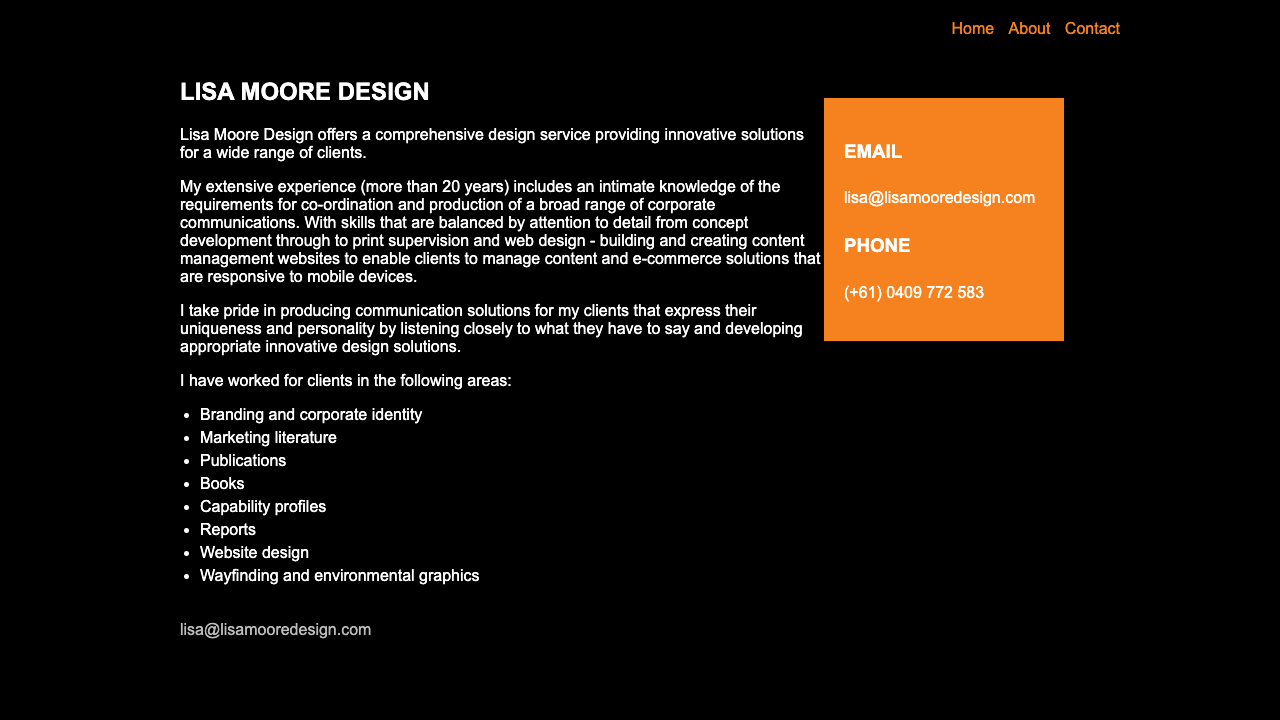 Home About Contact
LISA MOORE DESIGN
Lisa Moore Design offers a comprehensive design service providing innovative solutions
for a wide range of clients.
My extensive experience (more than 20 years) includes an intimate knowledge of the
requirements for co-ordination and production of a broad range of corporate
communications. With skills that are balanced by attention to detail from concept
development through to print supervision and web design - building and creating content
management websites to enable clients to manage content and e-commerce solutions that
are responsive to mobile devices.
I take pride in producing communication solutions for my clients that express their
uniqueness and personality by listening closely to what they have to say and developing
appropriate innovative design solutions.
I have worked for clients in the following areas:
• Branding and corporate identity
• Marketing literature
• Publications
• Books
• Capability profiles
• Reports
• Website design
• Wayfinding and environmental graphics
EMAIL
lisa@lisamooredesign.com
PHONE
(+61) 0409 772 583
lisa@lisamooredesign.com